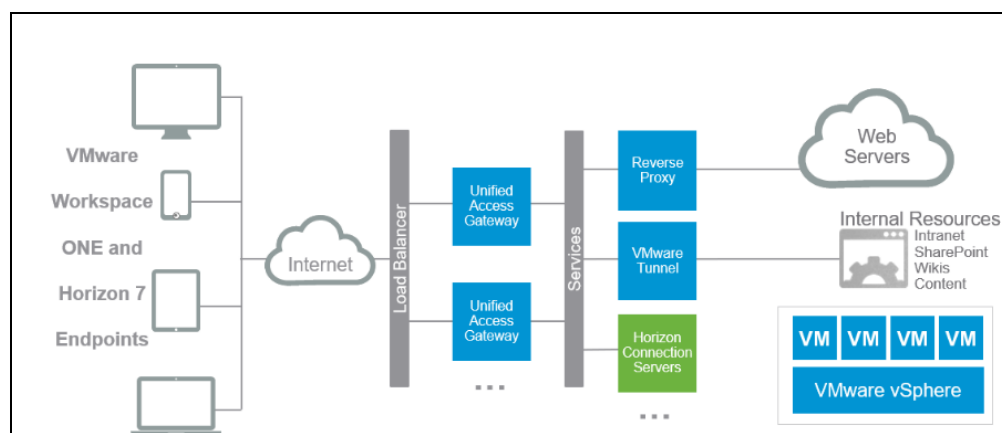 VMware
Workspace
ONE and
Horizon 7
Endpoints
Internet
Load Balancer
Unified
Access
Gateway
Unified
Access
Gateway
...
Services
Reverse
Proxy
VMware
Tunnel
Horizon
Connection
Servers
...
Web
Servers
Internal Resources
Intranet
SharePoint
Wikis
Content
VM VM VM VM
VMware vSphere